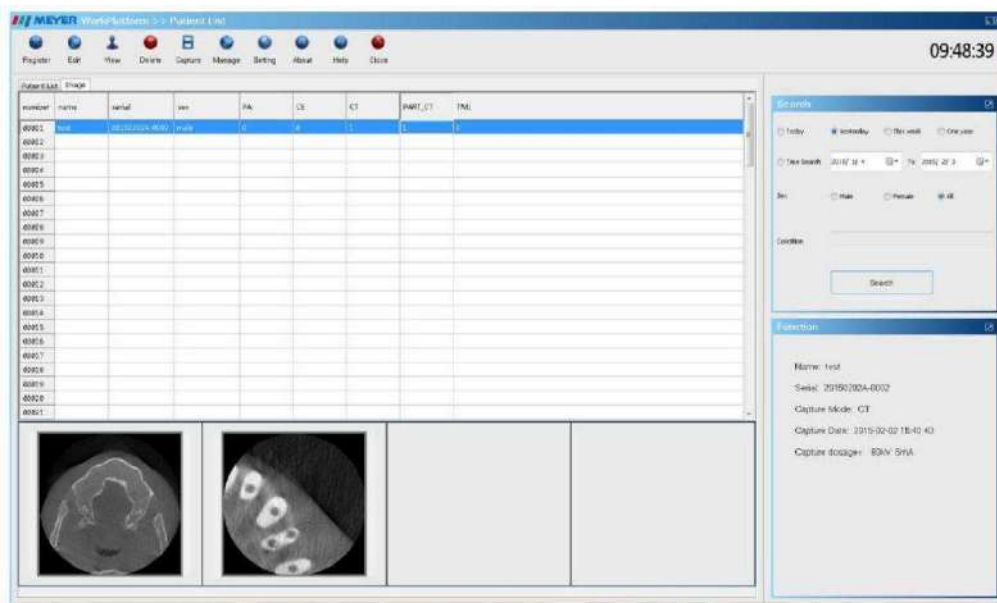 MEYER WorkPlatform >> Patient List
Register Edit View Delete Capture Manage Setting About Help Close
09:48:39
Patient List Image
number name serial sex PA CE CT PART_CT TMJ
00001 test 20150202A-0002 male 0 0 1 1 0
00002
00003
00004
00005
00006
00007
00008
00009
00010
00011
00012
00013
00014
00015
00016
00017
00018
00019
00020
00021
Search
Today Yesterday This week One year
Time Search To
Sex Male Female All
Condition
Search
Function
Name: test
Serial: 20150202A-0002
Capture Mode: CT
Capture Date: 2015-02-02
Capture dosage: